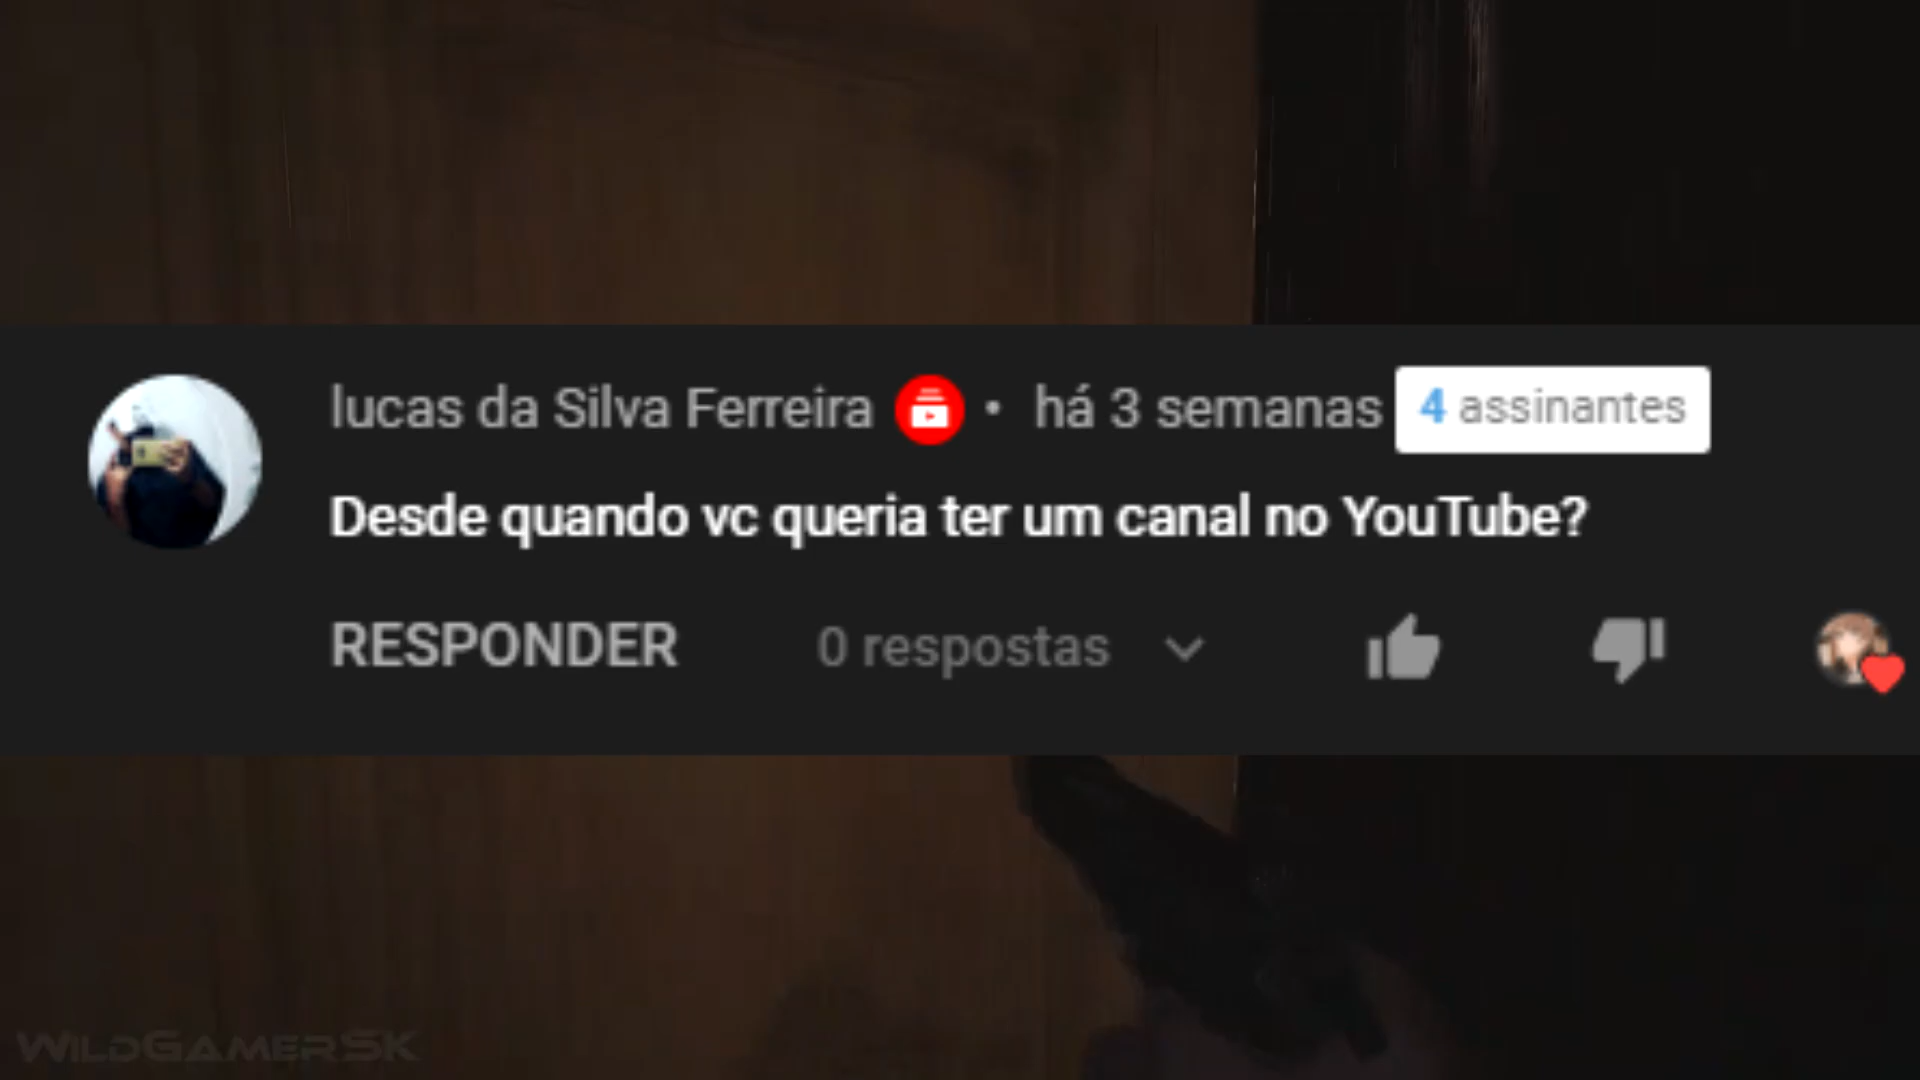 lucas da Silva Ferreira • há 3 semanas 4 assinantes
Desde quando vc queria ter um canal no YouTube?
RESPONDER 0 respostas
WILDGAMERSK